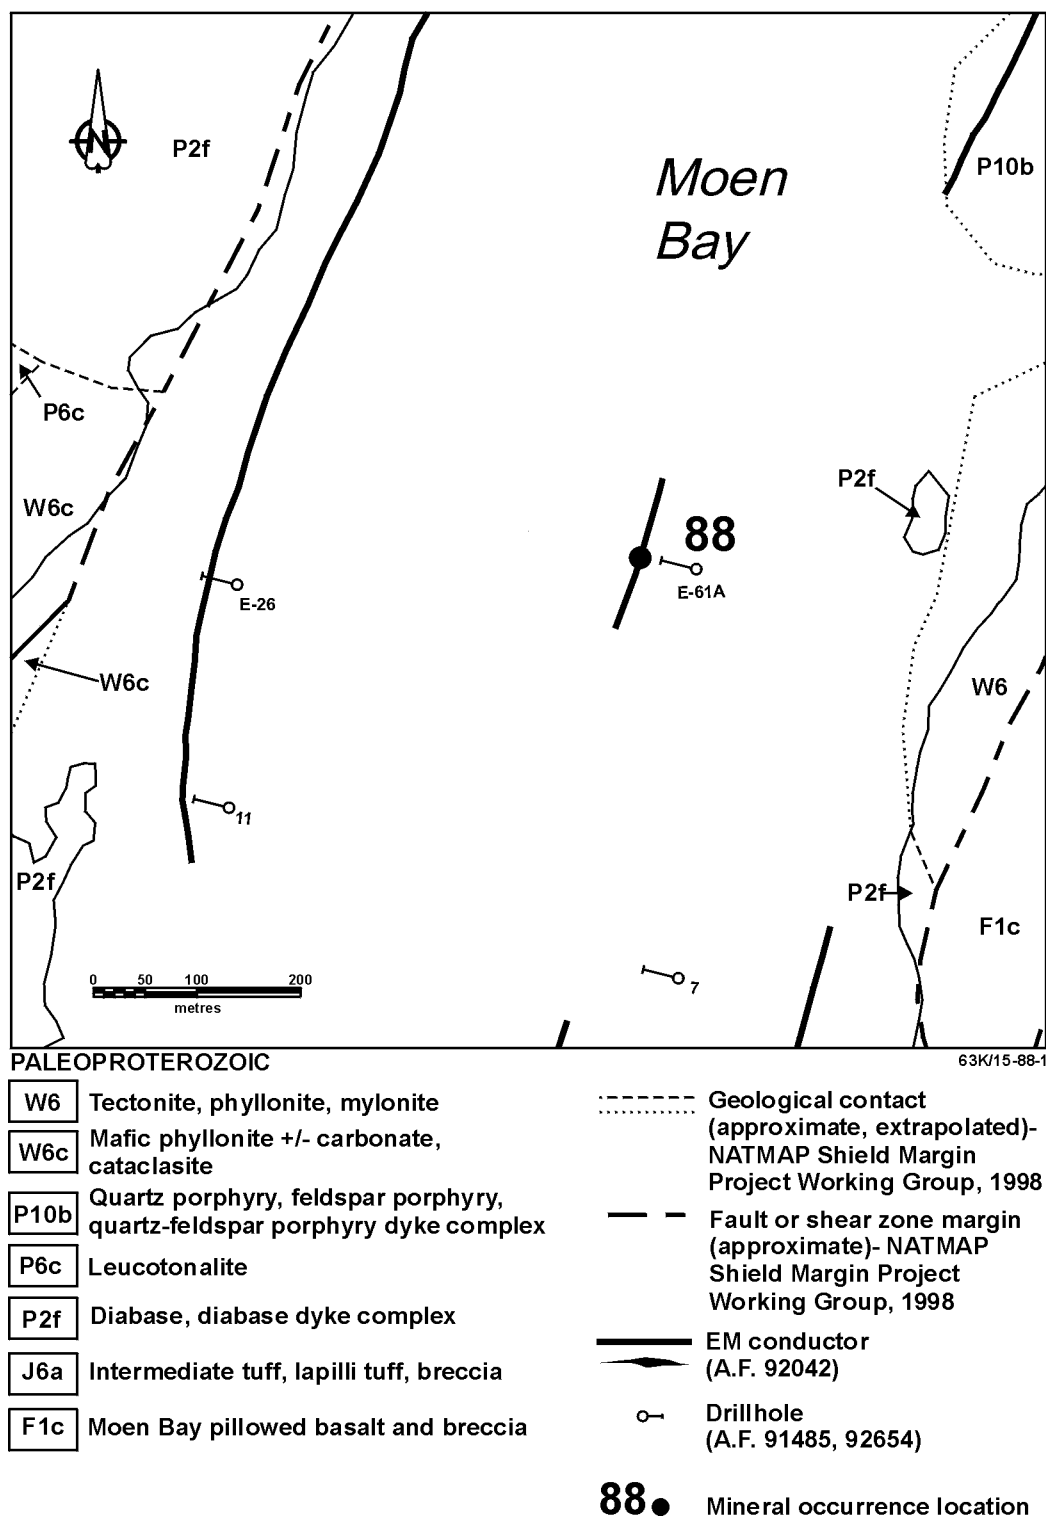 N
P2f
Moen
Bay
P10b
P6c
W6c
P2f
88
E-61A
E-26
W6c
W6
11
P2f
P2f
F1c
7
0 50 100 200
metres
PALEOPROTEROZOIC
63K/15-88-1
W6 Tectonite, phyllonite, mylonite
W6c Mafic phyllonite +/- carbonate,
cataclasite
P10b Quartz porphyry, feldspar porphyry,
quartz-feldspar porphyry dyke complex
P6c Leucotonalite
P2f Diabase, diabase dyke complex
J6a Intermediate tuff, lapilli tuff, breccia
F1c Moen Bay pillowed basalt and breccia
Geological contact
(approximate, extrapolated)-
NATMAP Shield Margin
Project Working Group, 1998
Fault or shear zone margin
(approximate)- NATMAP
Shield Margin Project
Working Group, 1998
EM conductor
(A.F. 92042)
Drillhole
(A.F. 91485, 92654)
88 Mineral occurrence location